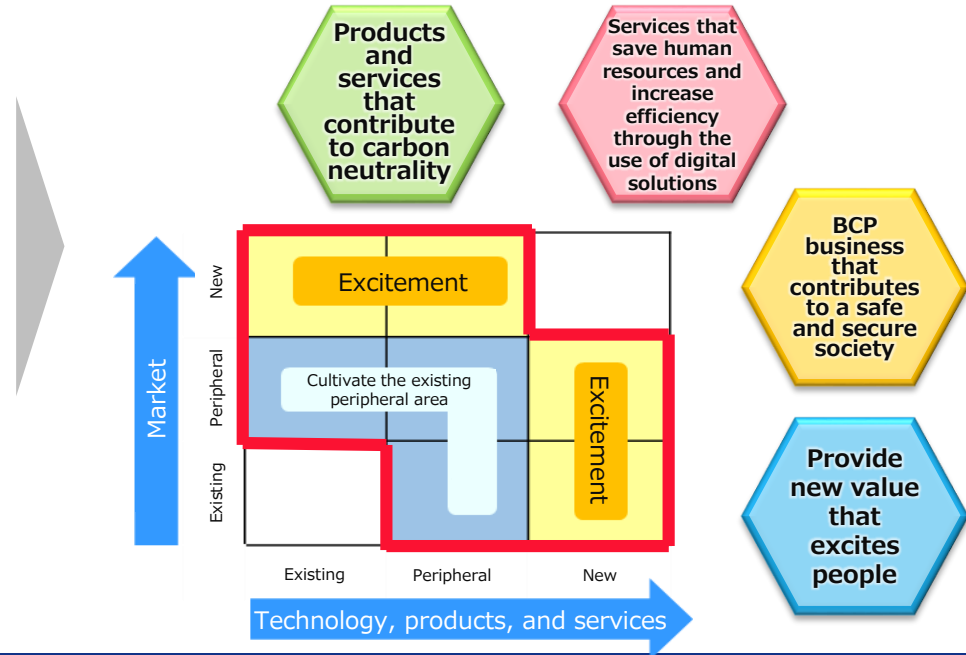 Products
and
services
that
contribute
to carbon
neutrality
Services that
save human
resources and
increase
efficiency
through the
use of digital
solutions
BCP
business
that
contributes
to a safe
and secure
society
Provide
new value
that
excites
people
Market
New
Peripheral
Existing
Excitement
Cultivate the existing
peripheral area
Excitement
Existing
Peripheral
New
Technology, products, and services